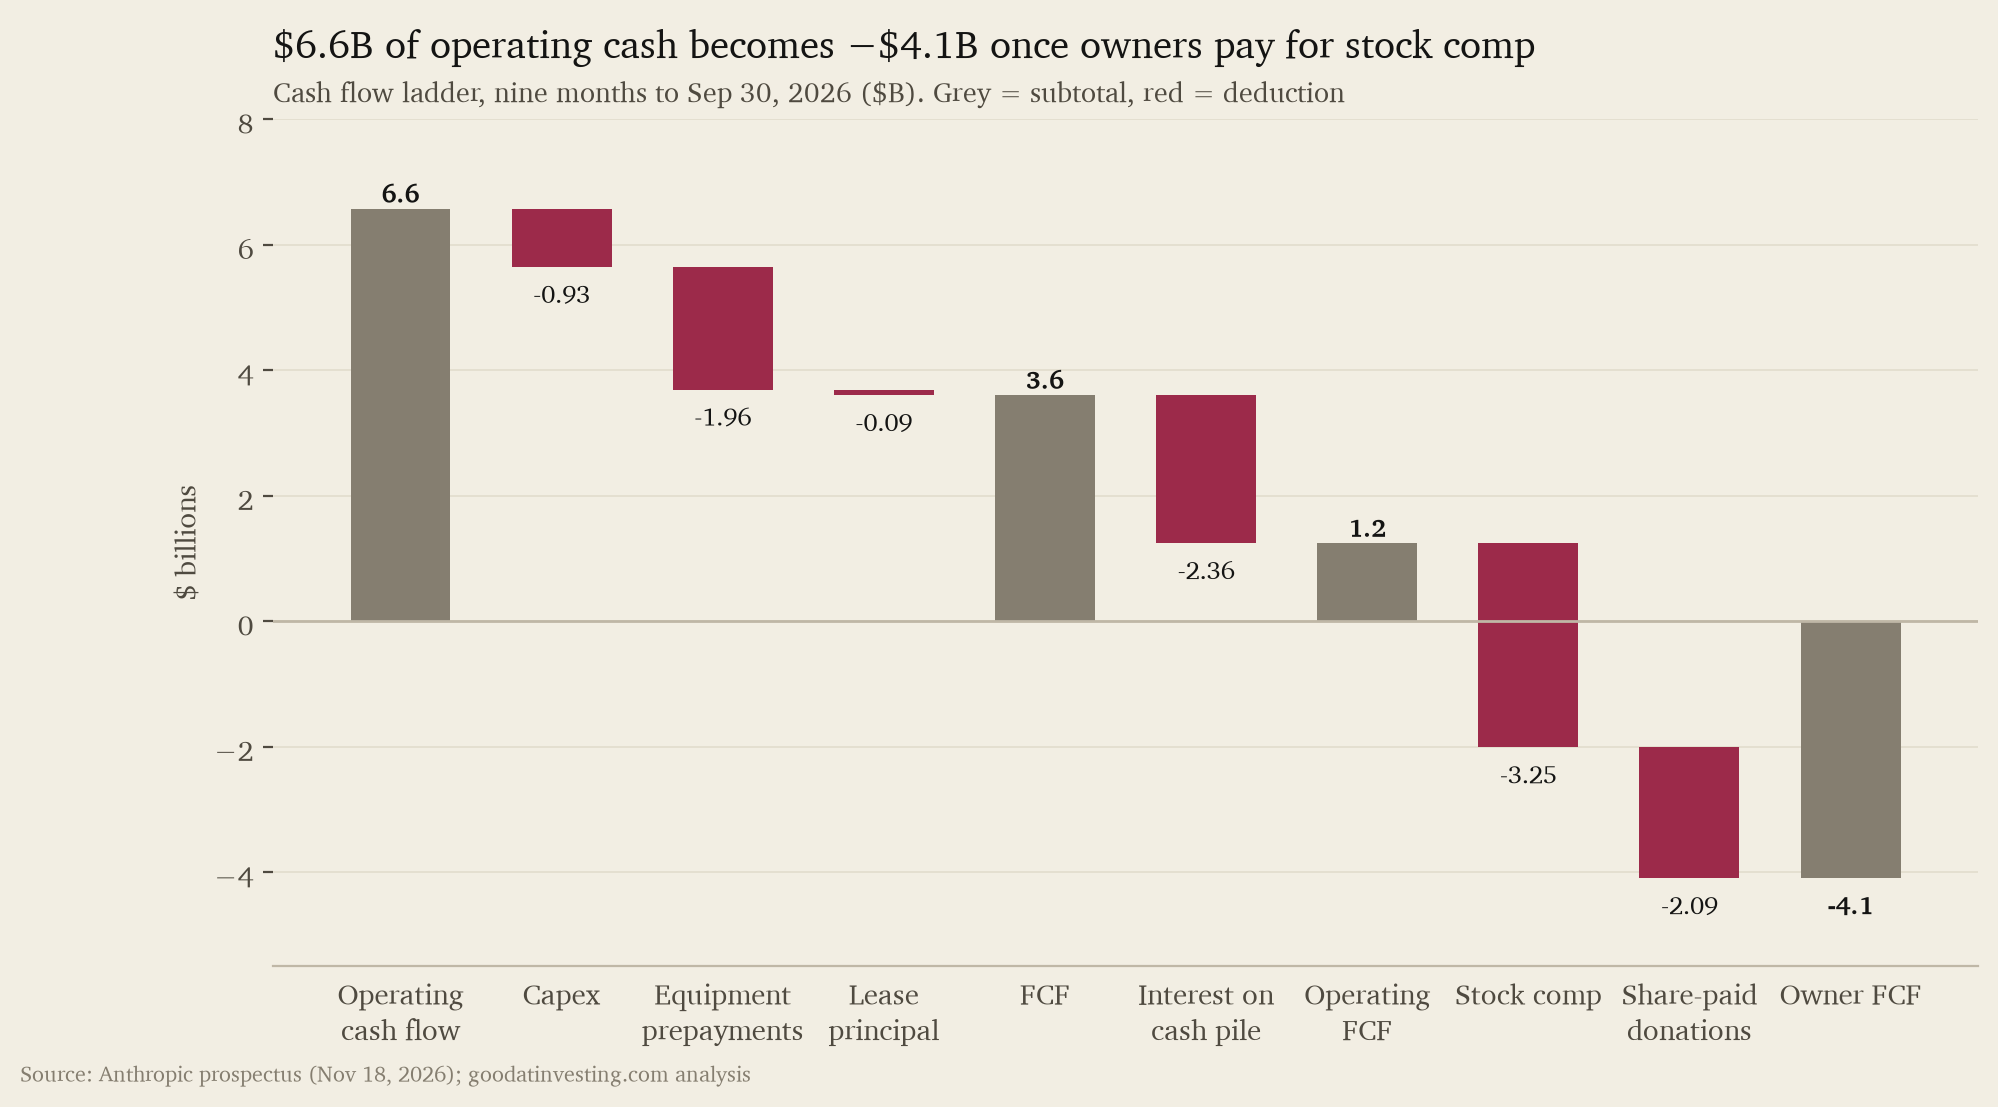 $6.6B of operating cash becomes −$4.1B once owners pay for stock comp
Cash flow ladder, nine months to Sep 30, 2026 ($B). Grey = subtotal, red = deduction
$ billions
8
6
4
2
0
−2
−4
6.6
-0.93
-1.96
-0.09
3.6
-2.36
1.2
-3.25
-2.09
-4.1
Operating
cash flow
Capex
Equipment
prepayments
Lease
principal
FCF
Interest on
cash pile
Operating
FCF
Stock comp
Share-paid
donations
Owner FCF
Source: Anthropic prospectus (Nov 18, 2026); goodatinvesting.com analysis